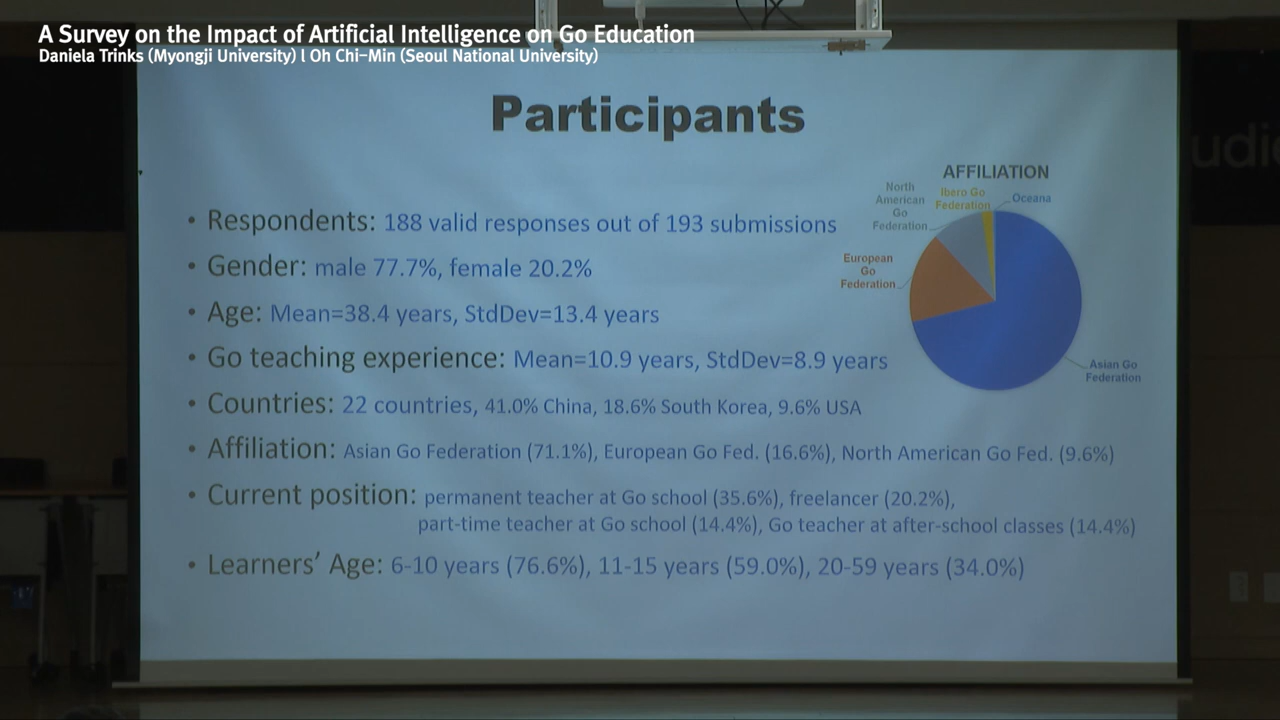 A Survey on the Impact of Artificial Intelligence on Go Education
Daniela Trinks (Myongji University) l Oh Chi-Min (Seoul National University)
Participants
AFFILIATION
North
American
Go
Federation
Ibero Go
Federation
Oceana
European
Go
Federation
Asian Go
Federation
• Respondents: 188 valid responses out of 193 submissions
• Gender: male 77.7%, female 20.2%
• Age: Mean=38.4 years, StdDev=13.4 years
• Go teaching experience: Mean=10.9 years, StdDev=8.9 years
• Countries: 22 countries, 41.0% China, 18.6% South Korea, 9.6% USA
• Affiliation: Asian Go Federation (71.1%), European Go Fed. (16.6%), North American Go Fed. (9.6%)
• Current position: permanent teacher at Go school (35.6%), freelancer (20.2%),
part-time teacher at Go school (14.4%), Go teacher at after-school classes (14.4%)
• Learners’ Age: 6-10 years (76.6%), 11-15 years (59.0%), 20-59 years (34.0%)